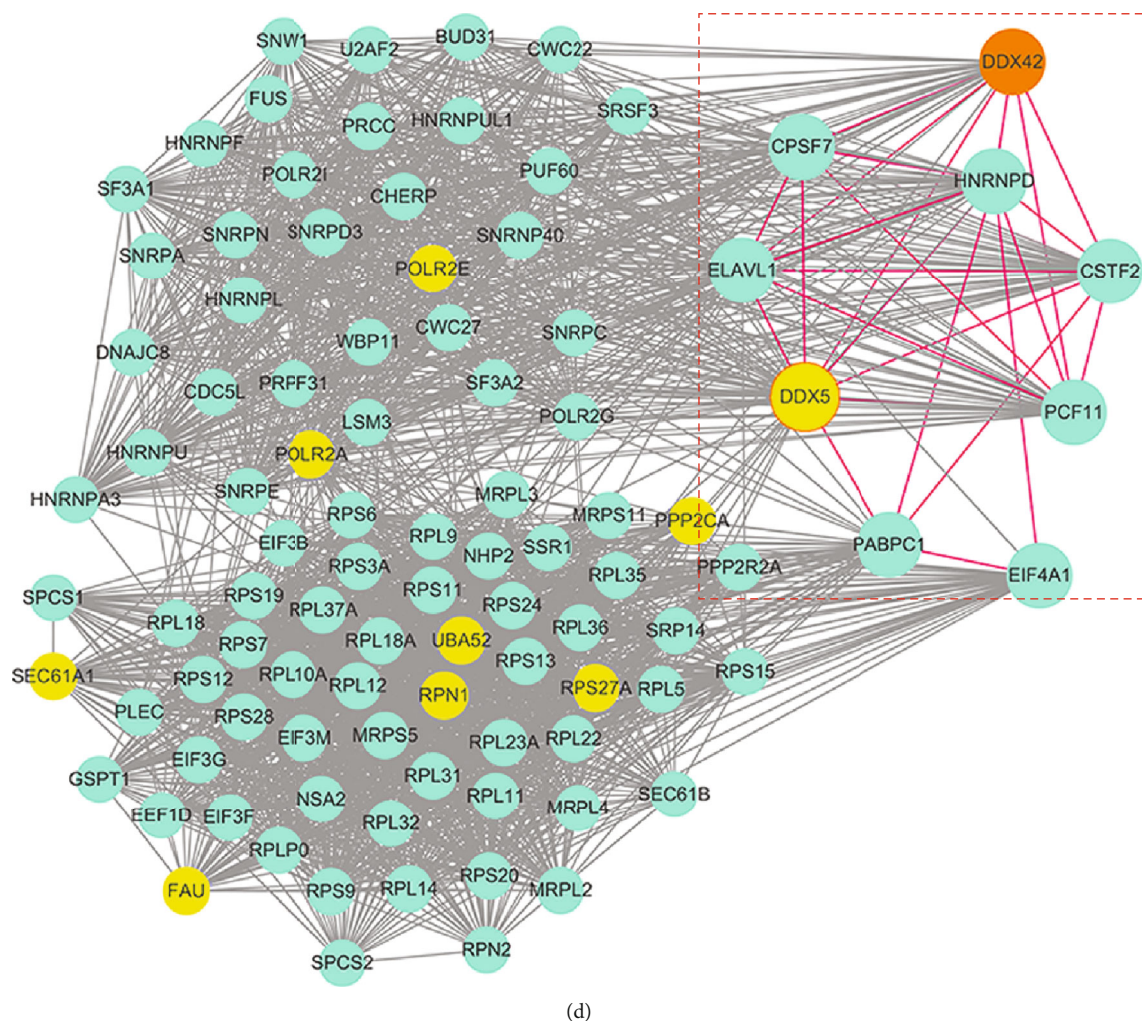 SNW1
U2AF2
BUD31
CWC22
DDX42
FUS
PRCC
HNRNPUL1
SRSF3
HNRNPF
CPSF7
POLR2I
PUF60
SF3A1
CHERP
HNRNPD
SNRPN
SNRPD3
SNRNP40
SNRPA
POLR2E
ELAVL1
CSTF2
HNRNPL
CWC27
SNRPC
WBP11
DNAJC8
CDC5L
PRPF31
SF3A2
DDX5
POLR2G
PCF11
LSM3
HNRNPU
POLR2A
HNRNPA3
SNRPE
MRPL3
RPS6
MRPS11
PPP2CA
EIF3B
RPL9
NHP2
SSR1
PABPC1
RPS3A
RPL35
PPP2R2A
EIF4A1
SPCS1
RPS19
RPL37A
RPS11
RPS24
RPL18
RPS7
RPL18A
UBA52
RPL36
SRP14
SEC61A1
RPS12
RPL10A
RPL12
RPS13
RPS27A
RPL5
RPS15
RPN1
PLEC
RPS28
EIF3M
MRPS5
RPL23A
RPL22
GSPT1
EIF3G
RPL31
NSA2
RPL11
MRPL4
SEC61B
EEF1D
EIF3F
RPL32
RPLP0
FAU
RPS9
RPL14
RPS20
MRPL2
SPCS2
RPN2
(d)